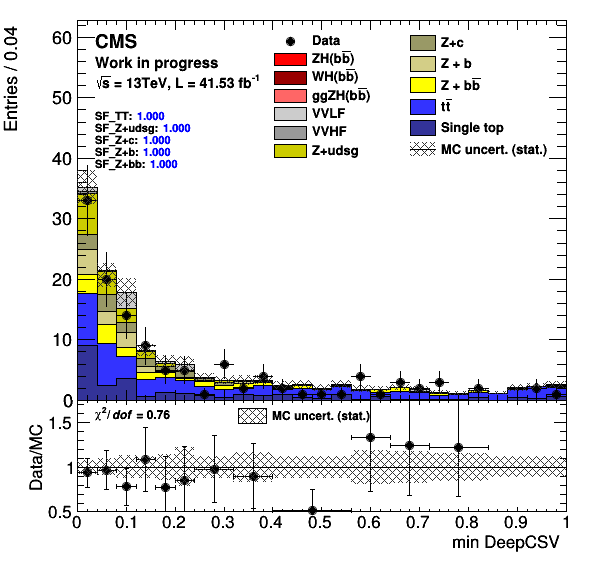 Entries / 0.04
60
50
40
30
20
10
0
CMS
Work in progress
√s = 13TeV, L = 41.53 fb⁻¹
SF_TT: 1.000
SF_Z+udsg: 1.000
SF_Z+c: 1.000
SF_Z+b: 1.000
SF_Z+bb: 1.000
Data
ZH(bb̅)
WH(bb̅)
ggZH(bb̅)
VVLF
VVHF
Z+udsg
Z+c
Z + b
Z + bb̅
tt̅
Single top
MC uncert. (stat.)
χ²/ dof = 0.76
MC uncert. (stat.)
Data/MC
1.5
1
0.5
0 0.1 0.2 0.3 0.4 0.5 0.6 0.7 0.8 0.9 1
min DeepCSV